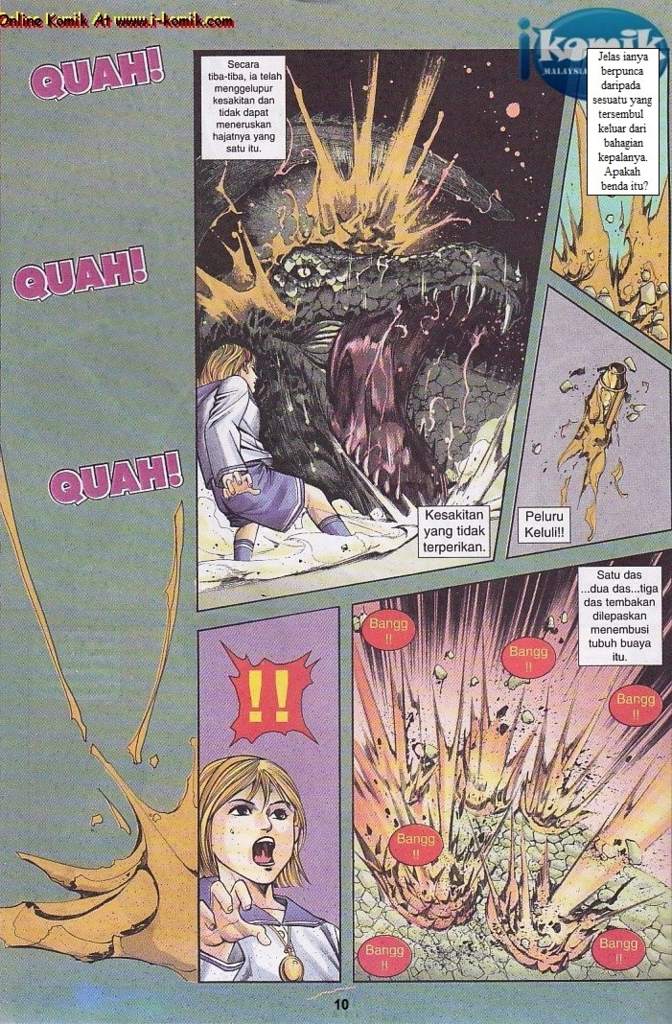 Online Komik At www.i-komik.com
i-komik
MALAYSIA
QUAH!
QUAH!
QUAH!
Secara
tiba-tiba, ia telah
menggelupur
kesakitan dan
tidak dapat
meneruskan
hajatnya yang
satu itu.
Jelas ianya
berpunca
daripada
sesuatu yang
tersembul
keluar dari
bahagian
kepalanya.
Apakah
benda itu?
Kesakitan
yang tidak
terperikan.
Peluru
Keluli!!
!!
Satu das
...dua das...tiga
das tembakan
dilepaskan
menembusi
tubuh buaya
itu.
Bangg
!!
Bangg
!!
Bangg
!!
Bangg
!!
Bangg
!!
Bangg
!!
10